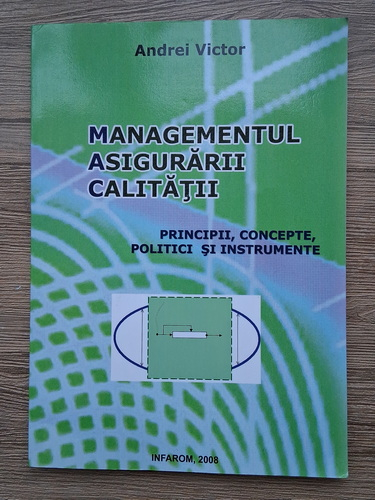 Andrei Victor
MANAGEMENTUL
ASIGURĂRII
CALITĂŢII
PRINCIPII, CONCEPTE,
POLITICI ŞI INSTRUMENTE
INFAROM, 2008